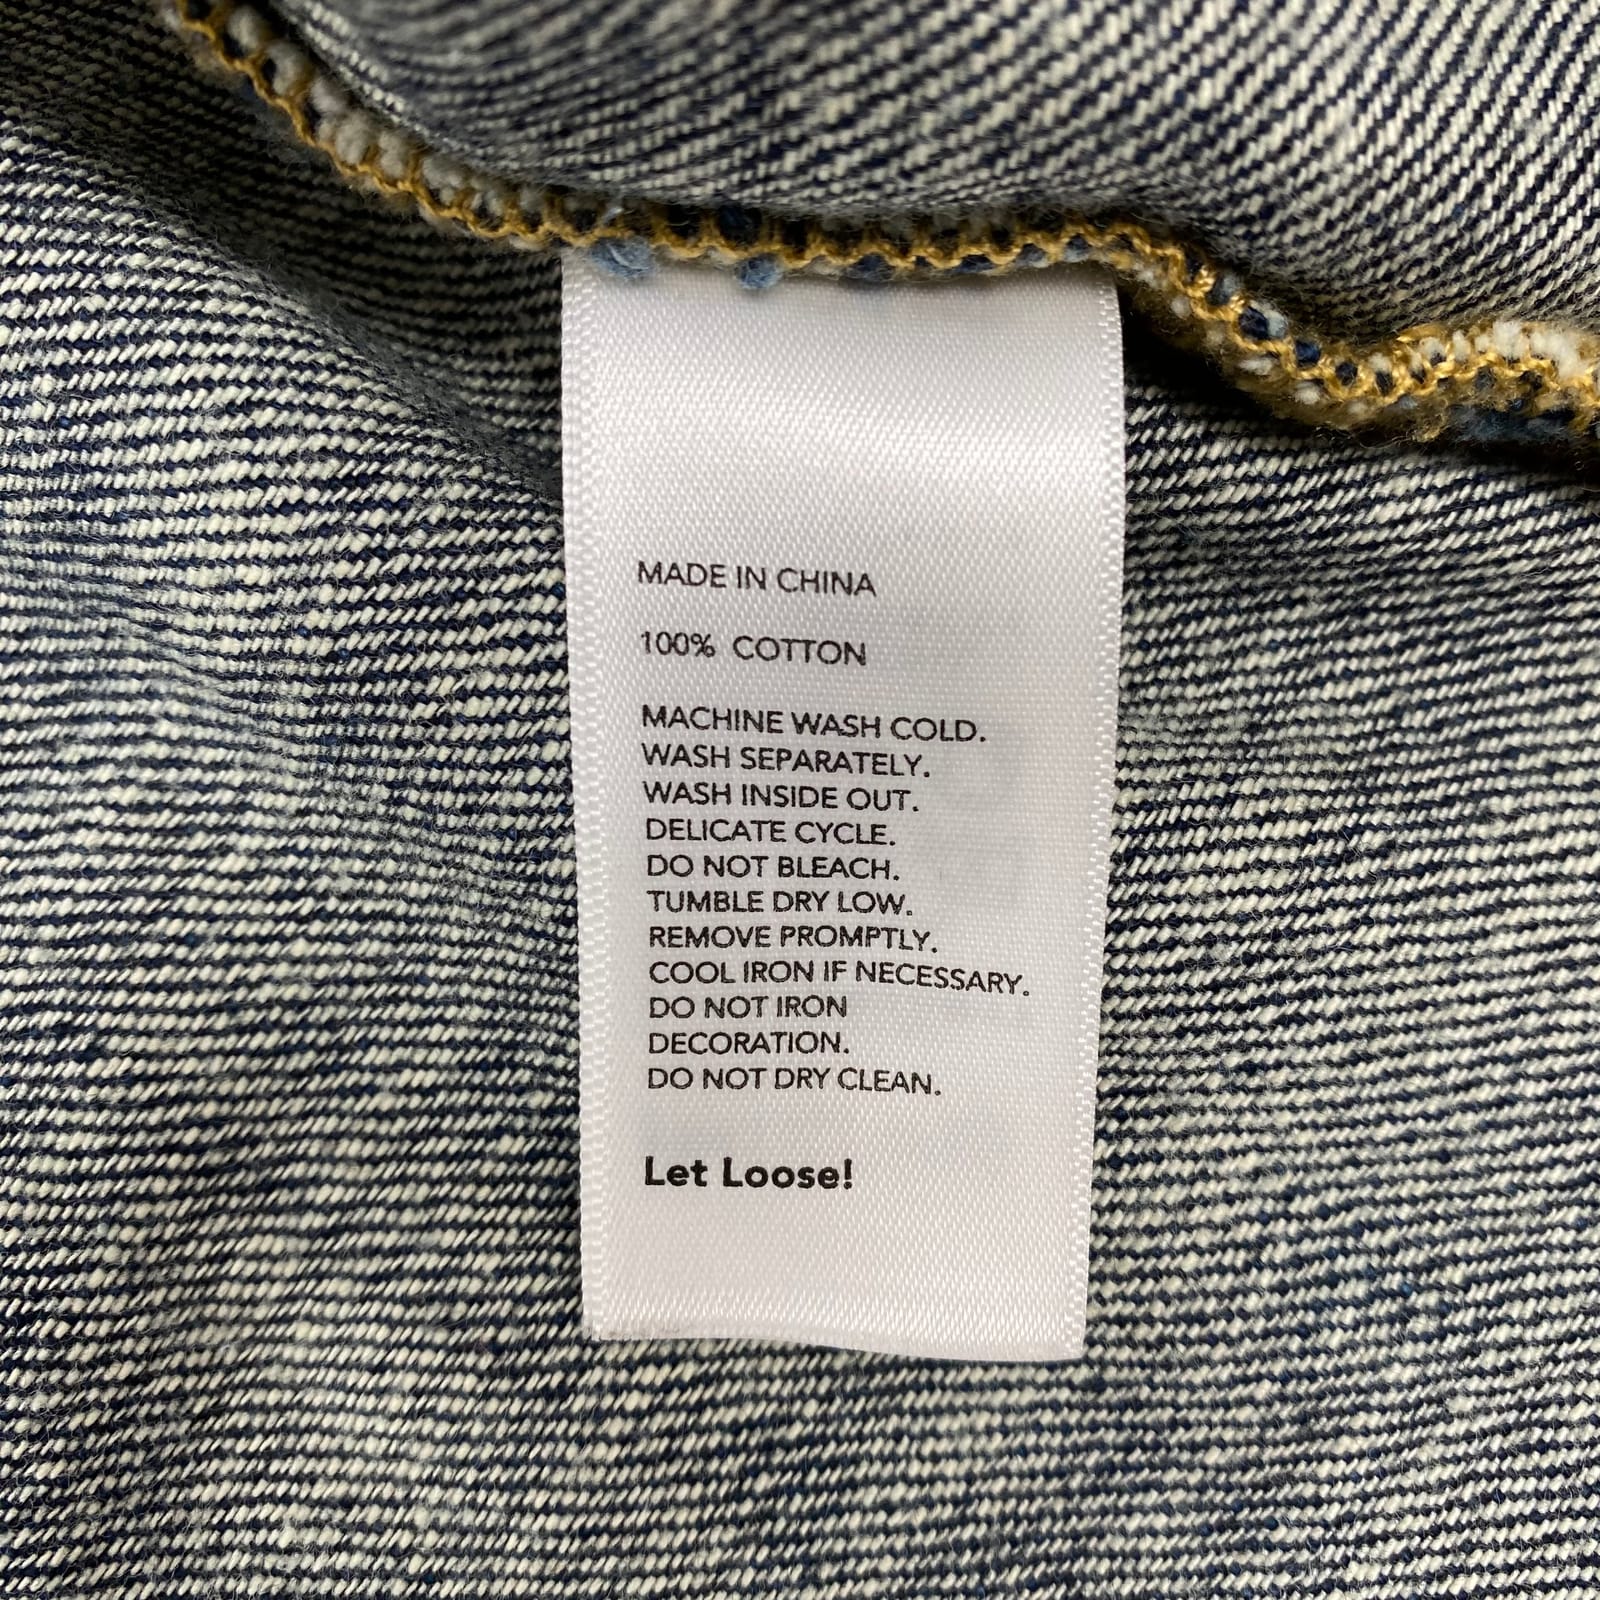 MADE IN CHINA
100% COTTON
MACHINE WASH COLD.
WASH SEPARATELY.
WASH INSIDE OUT.
DELICATE CYCLE.
DO NOT BLEACH.
TUMBLE DRY LOW.
REMOVE PROMPTLY.
COOL IRON IF NECESSARY.
DO NOT IRON
DECORATION.
DO NOT DRY CLEAN.
Let Loose!